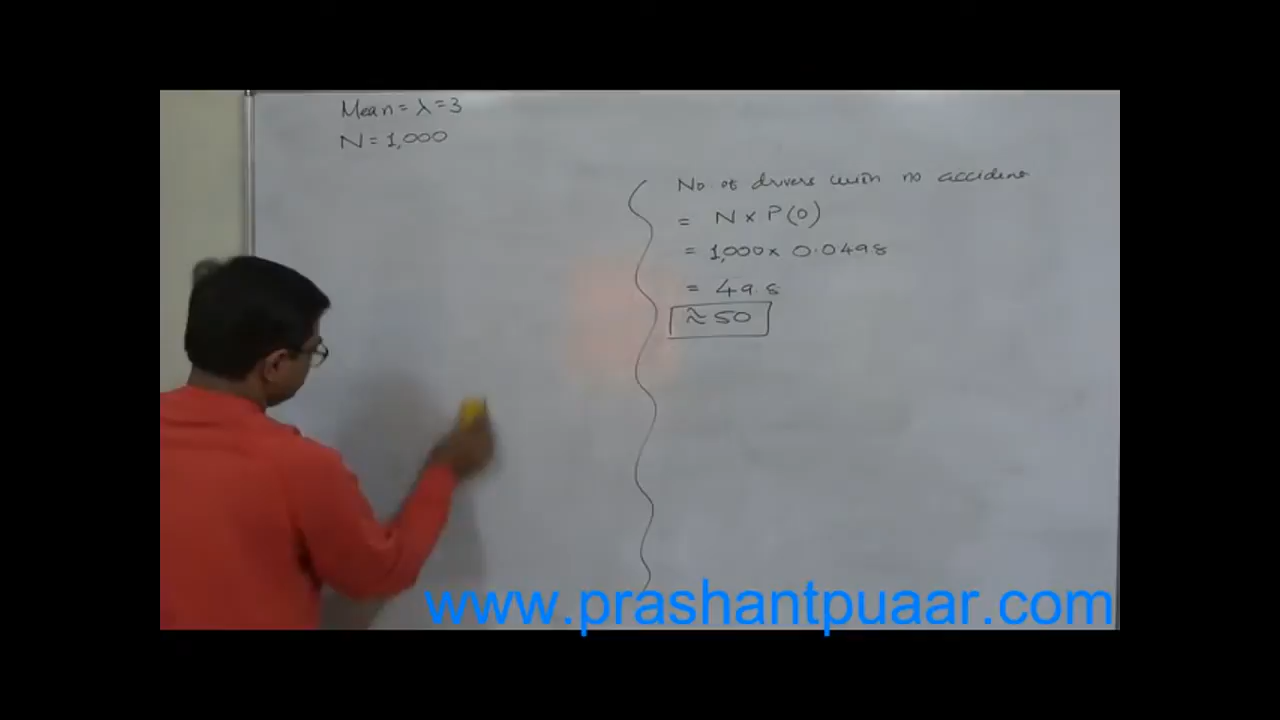 Mean = λ = 3
N = 1,000
No of drivers with no accident
= N × P(0)
= 1,000 × 0.0498
= 49.8
≈ 50
www.prashantpuaar.com